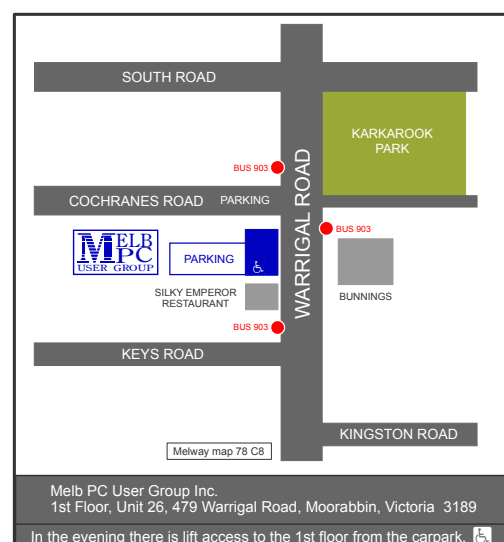 SOUTH ROAD
KARKAROOK
PARK
BUS 903
WARRIGAL ROAD
COCHRANES ROAD
PARKING
BUS 903
MELB
PC
USER GROUP
PARKING
SILKY EMPEROR
RESTAURANT
BUNNINGS
BUS 903
KEYS ROAD
KINGSTON ROAD
Melway map 78 C8
Melb PC User Group Inc.
1st Floor, Unit 26, 479 Warrigal Road, Moorabbin, Victoria 3189
In the evening there is lift access to the 1st floor from the carpark.